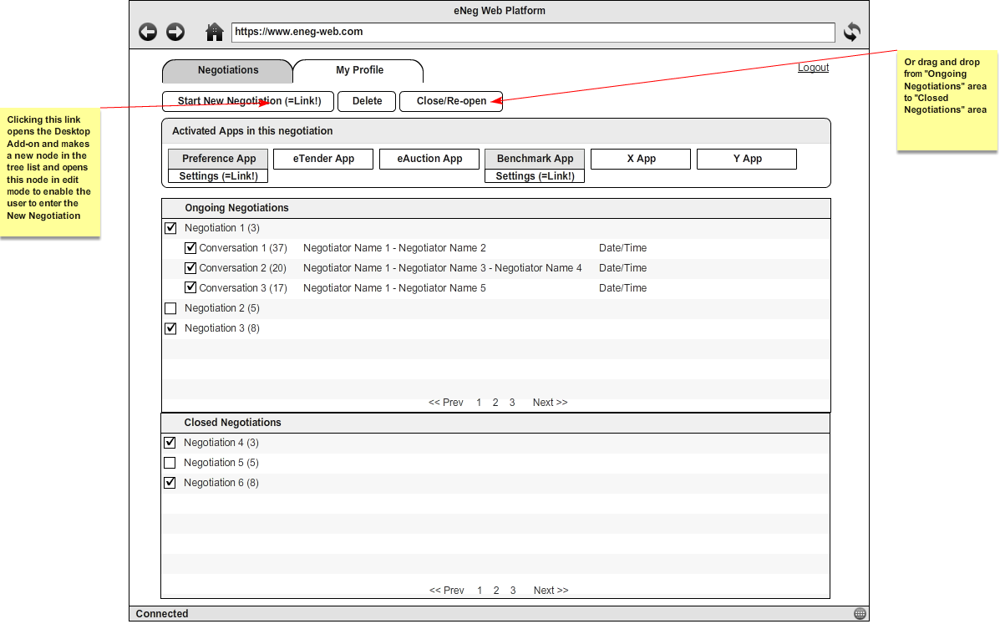 eNeg Web Platform
https://www.eneg-web.com
Negotiations
My Profile
Logout
Start New Negotiation (=Link!)
Delete
Close/Re-open
Or drag and drop
from "Ongoing
Negotiations" area
to "Closed
Negotiations" area
Clicking this link
opens the Desktop
Add-on and makes
a new node in the
tree list and opens
this node in edit
mode to enable the
user to enter the
New Negotiation
Activated Apps in this negotiation
Preference App
eTender App
eAuction App
Benchmark App
X App
Y App
Settings (=Link!)
Settings (=Link!)
Ongoing Negotiations
Negotiation 1 (3)
Conversation 1 (37) Negotiator Name 1 - Negotiator Name 2 Date/Time
Conversation 2 (20) Negotiator Name 1 - Negotiator Name 3 - Negotiator Name 4 Date/Time
Conversation 3 (17) Negotiator Name 1 - Negotiator Name 5 Date/Time
Negotiation 2 (5)
Negotiation 3 (8)
<< Prev 1 2 3 Next >>
Closed Negotiations
Negotiation 4 (3)
Negotiation 5 (5)
Negotiation 6 (8)
<< Prev 1 2 3 Next >>
Connected